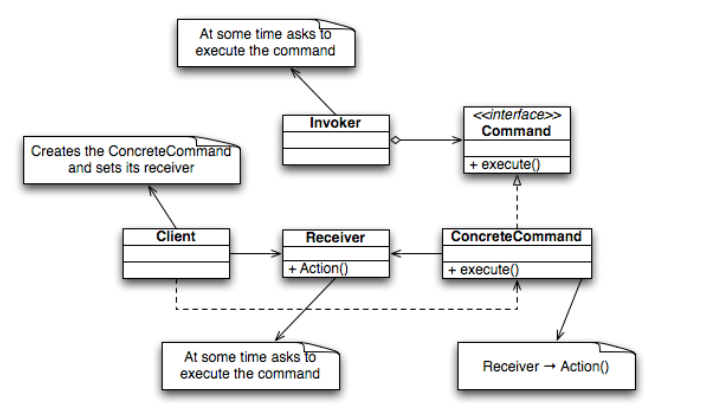 At some time asks to
execute the command
Invoker
<<interface>>
Command
+ execute()
Creates the ConcreteCommand
and sets its receiver
Client
Receiver
+ Action()
ConcreteCommand
+ execute()
At some time asks to
execute the command
Receiver → Action()